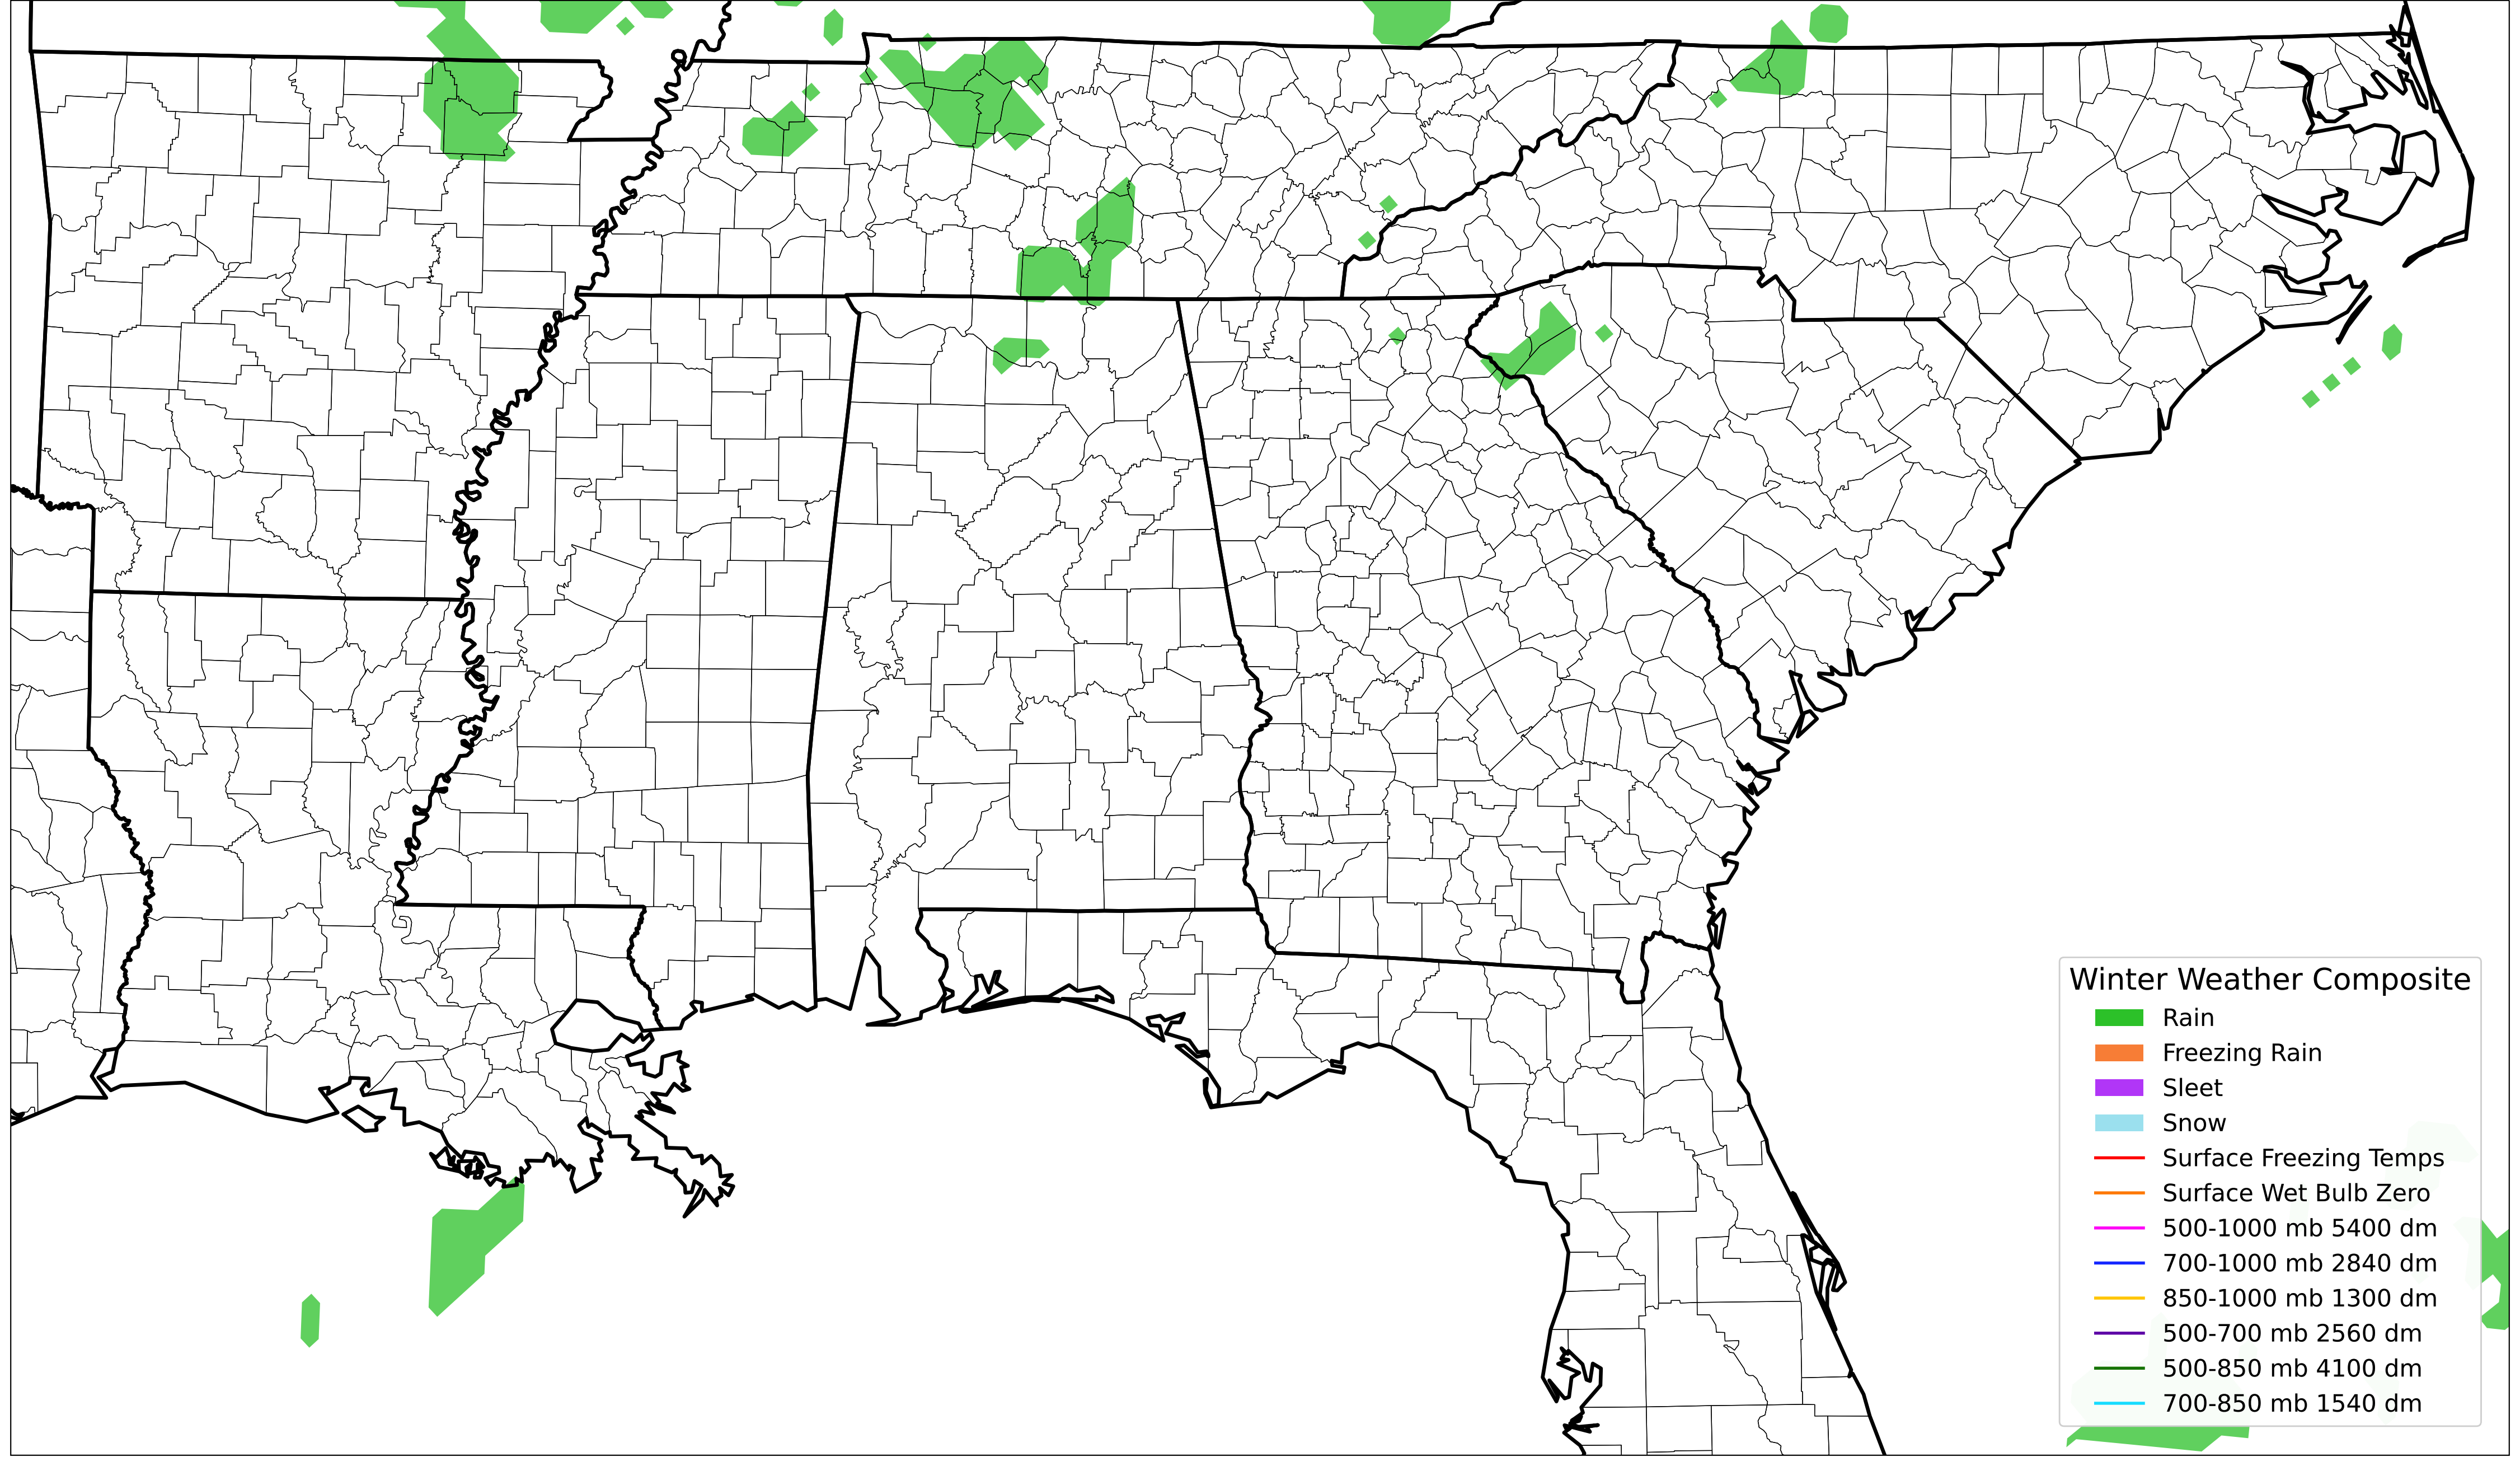 Winter Weather Composite
Rain
Freezing Rain
Sleet
Snow
Surface Freezing Temps
Surface Wet Bulb Zero
500-1000 mb 5400 dm
700-1000 mb 2840 dm
850-1000 mb 1300 dm
500-700 mb 2560 dm
500-850 mb 4100 dm
700-850 mb 1540 dm